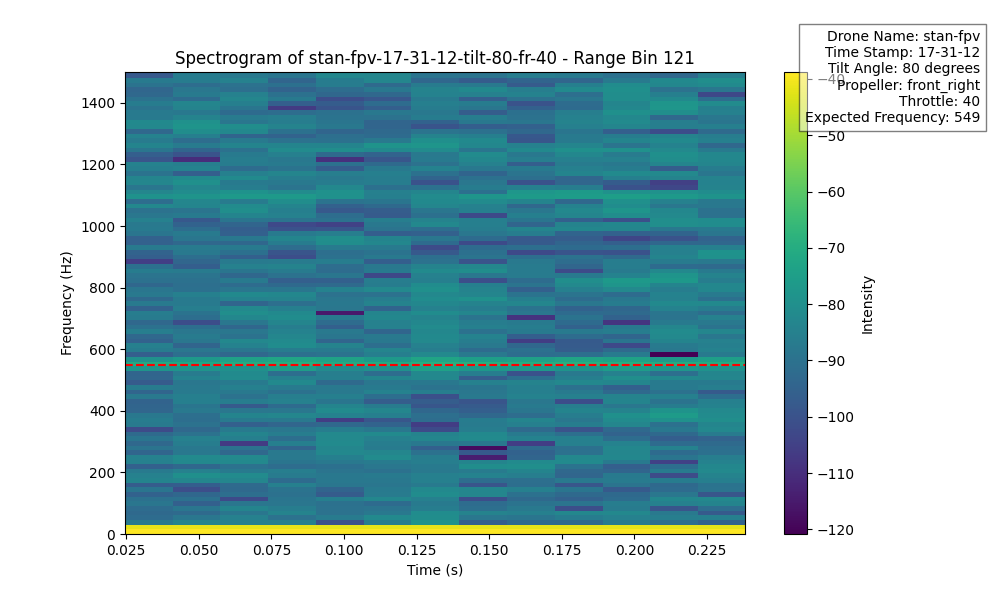 Spectrogram of stan-fpv-17-31-12-tilt-80-fr-40 - Range Bin 121
Drone Name: stan-fpv
Time Stamp: 17-31-12
Tilt Angle: 80 degrees
Propeller: front_right
Throttle: 40
Expected Frequency: 549
Frequency (Hz)
1400
1200
1000
800
600
400
200
0
0.025
0.050
0.075
0.100
0.125
0.150
0.175
0.200
0.225
Time (s)
−40
−50
−60
−70
−80
−90
−100
−110
−120
Intensity